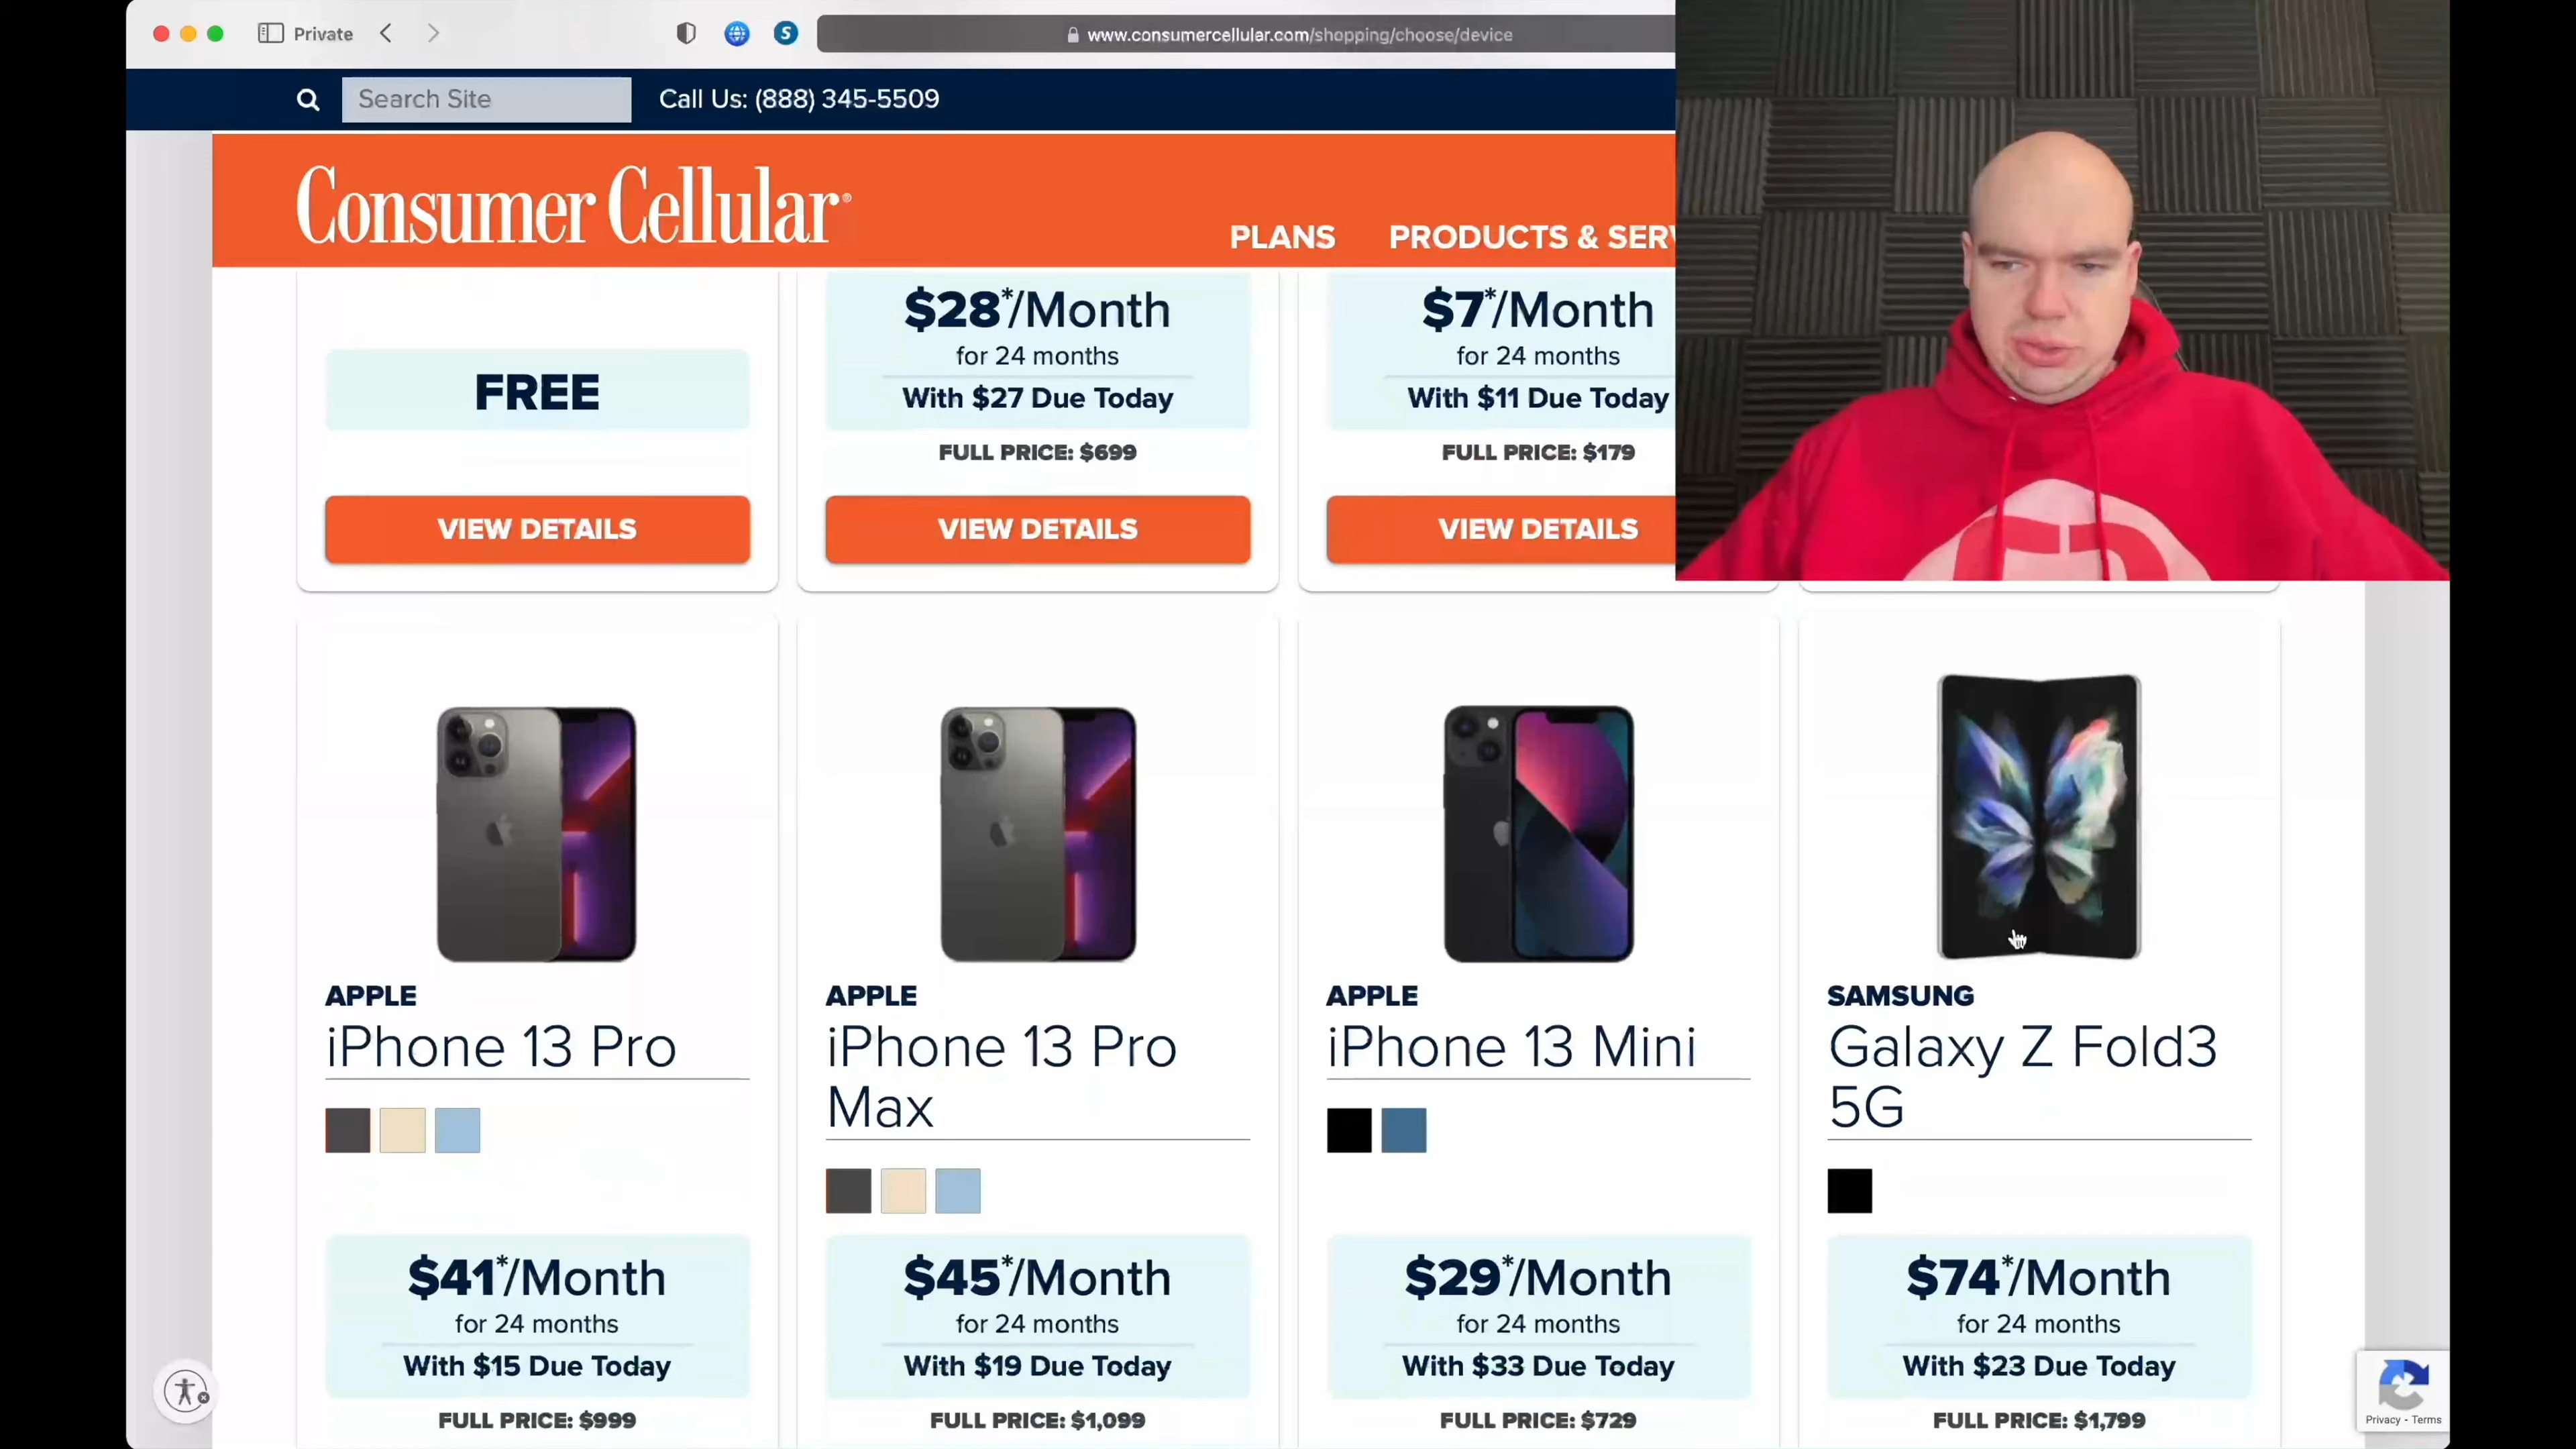 Private
www.consumercellular.com/shopping/choose/device
Search Site
Call Us: (888) 345-5509
Consumer Cellular®
PLANS
PRODUCTS & SERV
FREE
VIEW DETAILS
$28*/Month
for 24 months
With $27 Due Today
FULL PRICE: $699
VIEW DETAILS
$7*/Month
for 24 months
With $11 Due Today
FULL PRICE: $179
VIEW DETAILS
APPLE
iPhone 13 Pro
$41*/Month
for 24 months
With $15 Due Today
FULL PRICE: $999
APPLE
iPhone 13 Pro
Max
$45*/Month
for 24 months
With $19 Due Today
FULL PRICE: $1,099
APPLE
iPhone 13 Mini
$29*/Month
for 24 months
With $33 Due Today
FULL PRICE: $729
SAMSUNG
Galaxy Z Fold3
5G
$74*/Month
for 24 months
With $23 Due Today
FULL PRICE: $1,799
Privacy - Terms